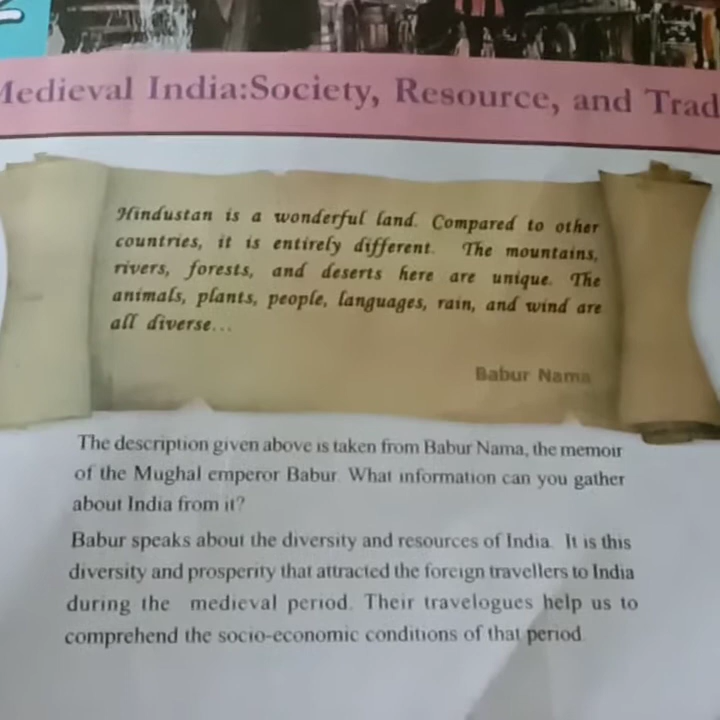 Medieval India:Society, Resource, and Trad
Hindustan is a wonderful land. Compared to other
countries, it is entirely different. The mountains,
rivers, forests, and deserts here are unique. The
animals, plants, people, languages, rain, and wind are
all diverse...
Babur Nama
The description given above is taken from Babur Nama, the memoir
of the Mughal emperor Babur. What information can you gather
about India from it?
Babur speaks about the diversity and resources of India. It is this
diversity and prosperity that attracted the foreign travellers to India
during the medieval period. Their travelogues help us to
comprehend the socio-economic conditions of that period.